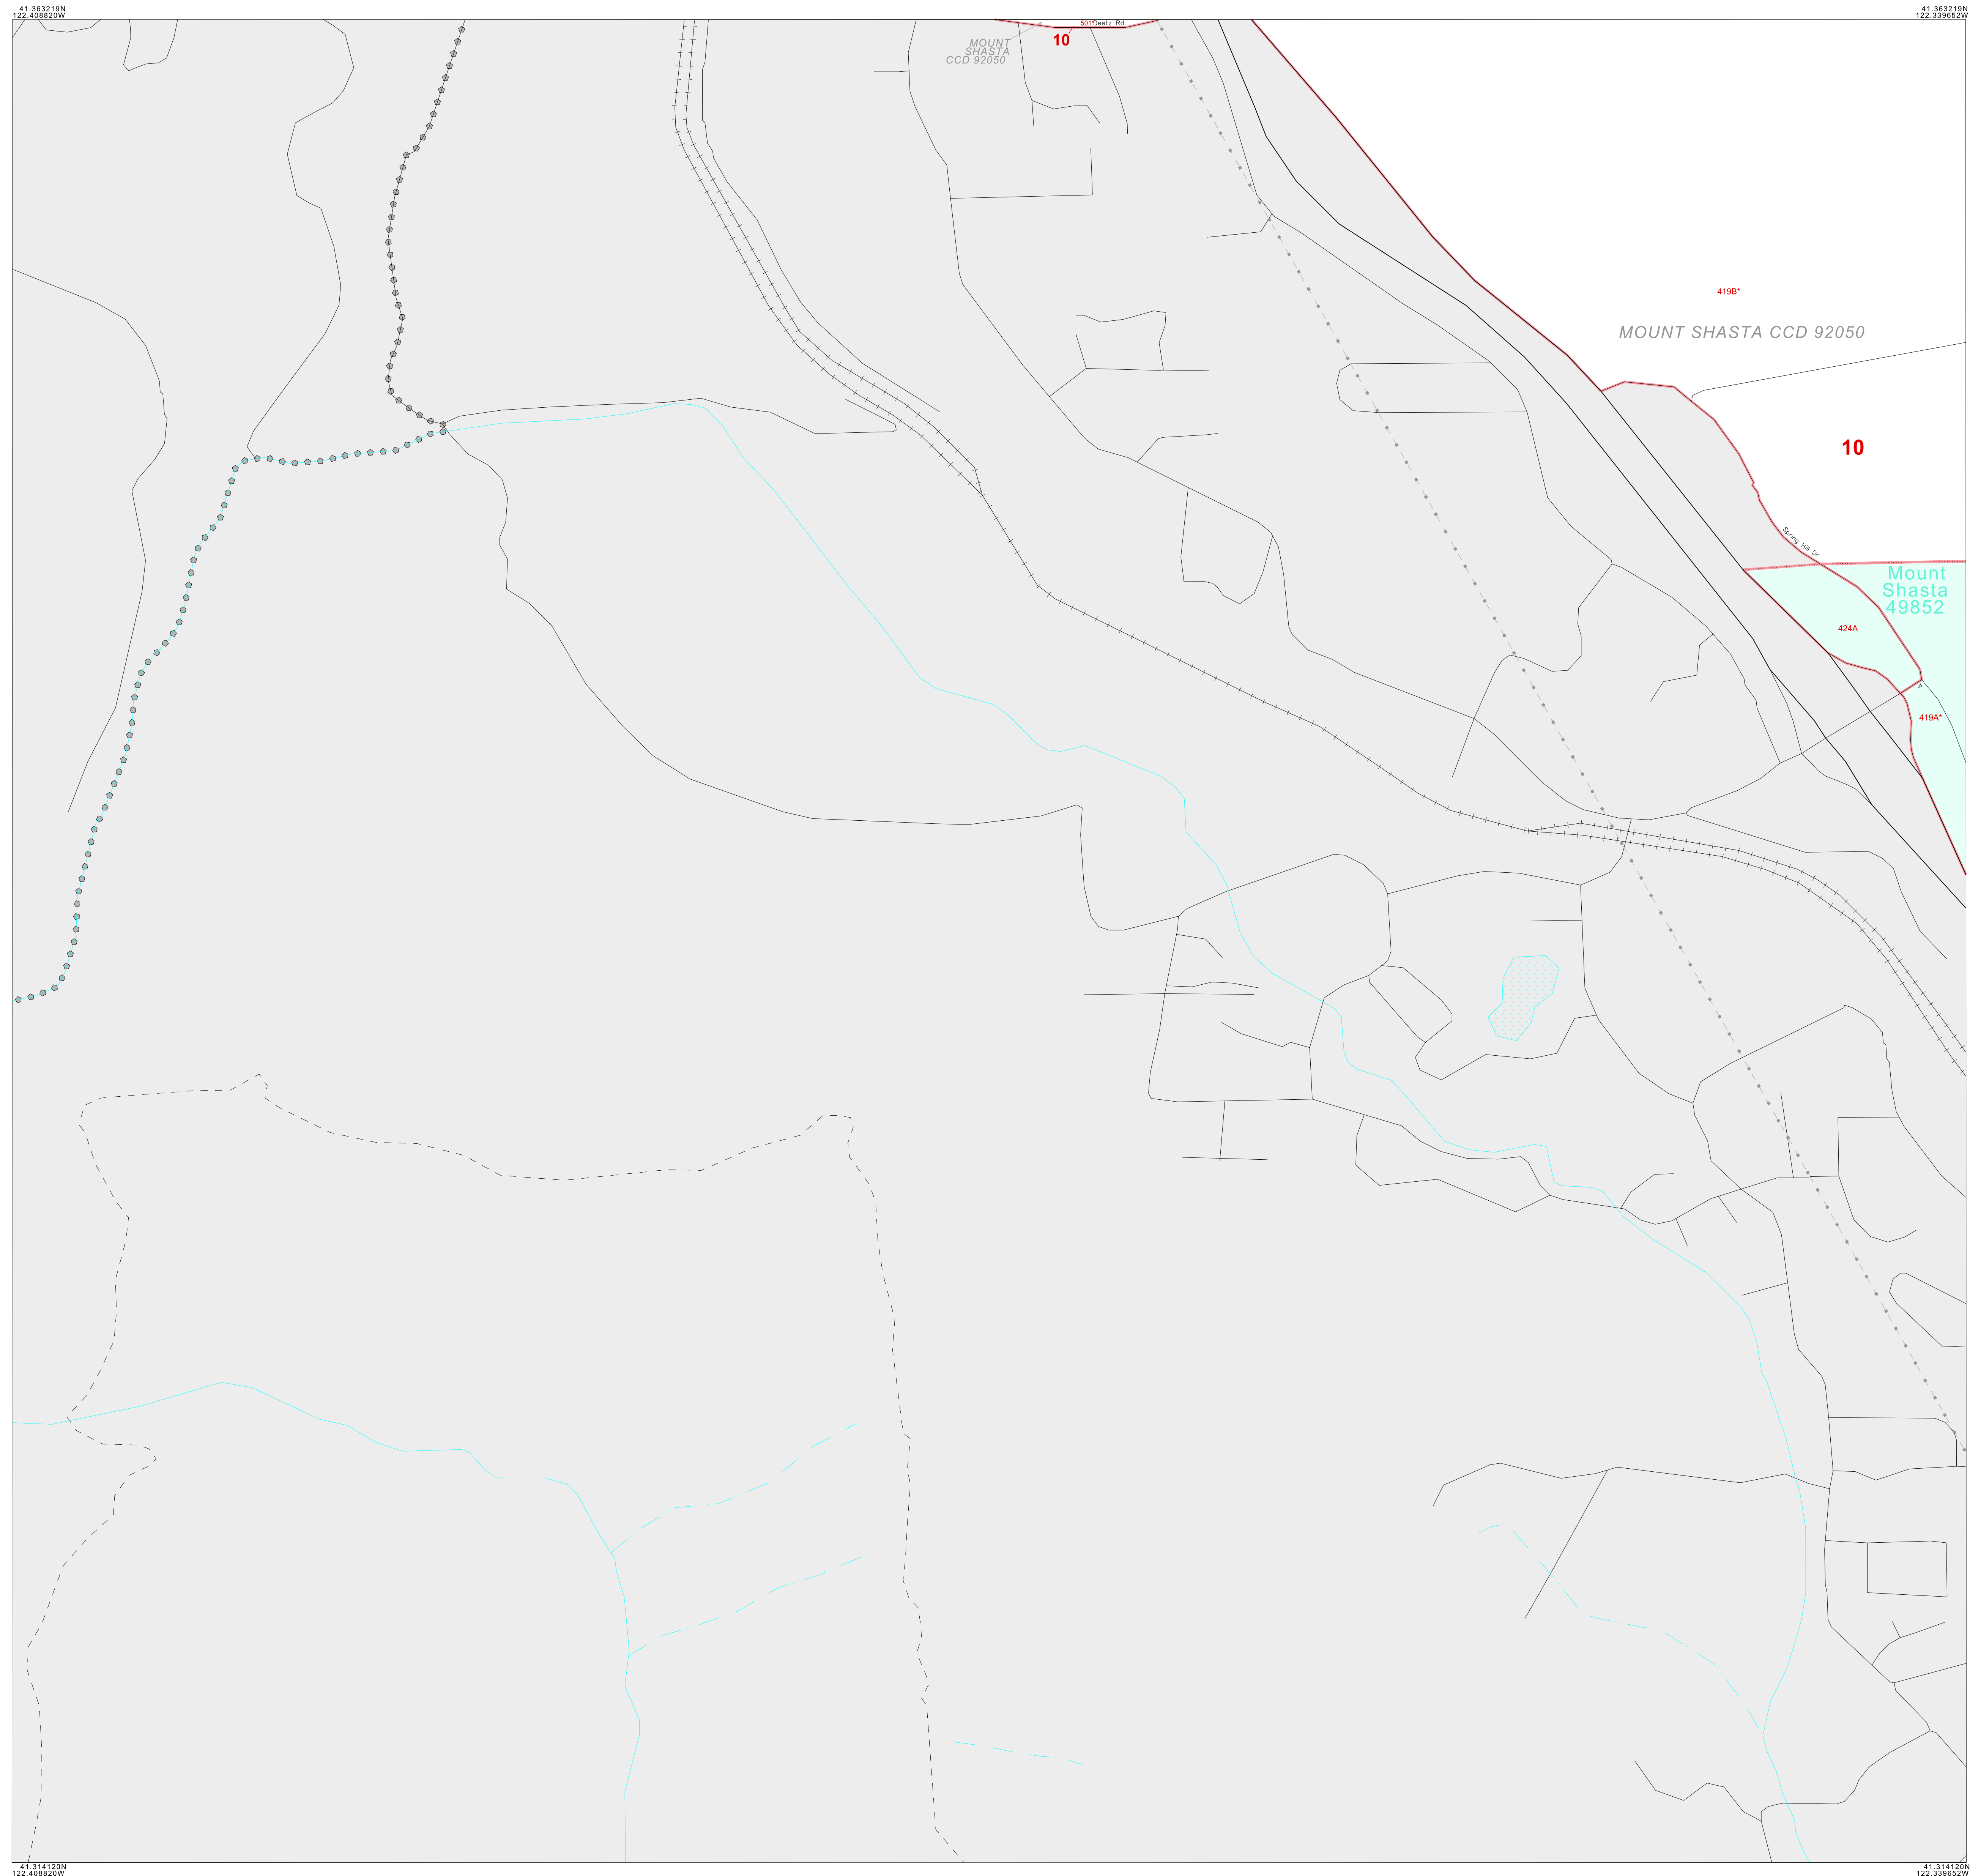 41.363219N
122.408820W
41.363219N
122.339652W
501*
Deetz Rd
10
MOUNT
SHASTA
CCD 92050
419B*
MOUNT SHASTA CCD 92050
10
Spring Hill Dr
Mount
Shasta
49852
424A
419A*
41.314120N
122.408820W
41.314120N
122.339652W